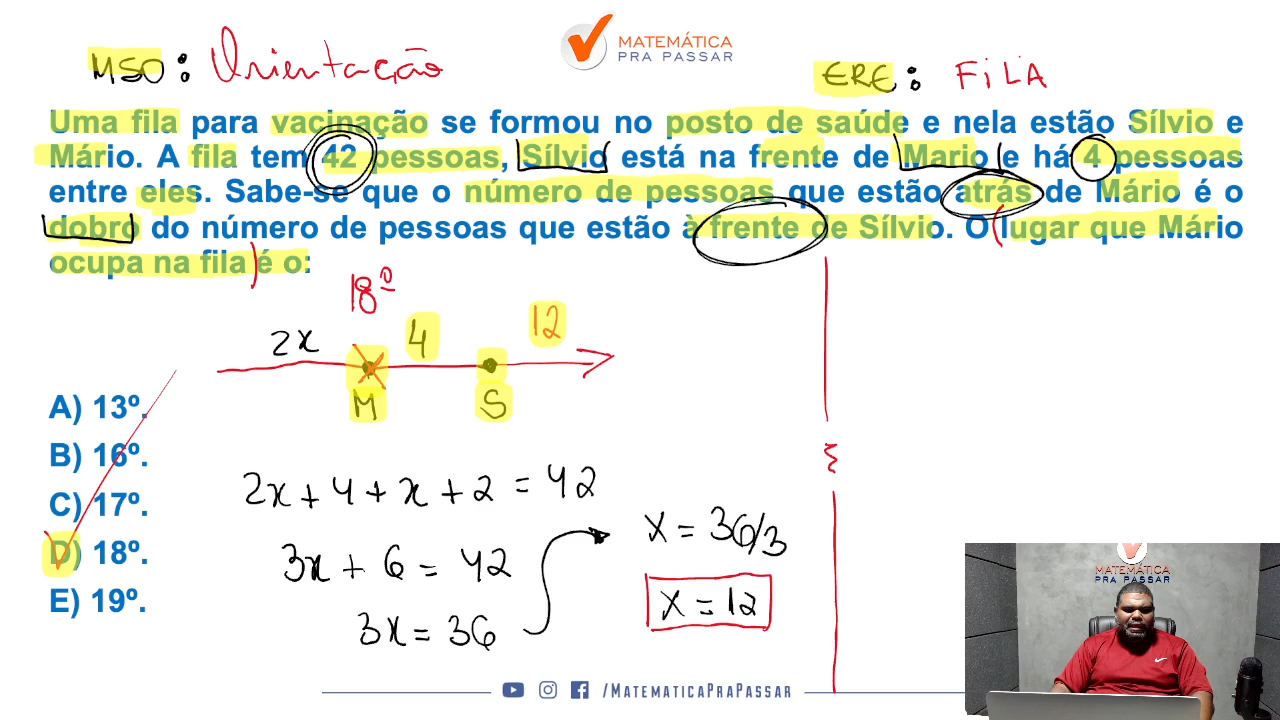 MATEMÁTICA
PRA PASSAR
MSO: Orientação
ERE: FiLA
Uma fila para vacinação se formou no posto de saúde e nela estão Sílvio e
Mário. A fila tem 42 pessoas, Sílvio está na frente de Mario e há 4 pessoas
entre eles. Sabe-se que o número de pessoas que estão atrás de Mário é o
dobro do número de pessoas que estão à frente de Sílvio. O lugar que Mário
ocupa na fila é o:
18º
2x 4 12
M S
A) 13º.
B) 16º.
C) 17º.
D) 18º.
E) 19º.
2x + 4 + x + 2 = 42
3x + 6 = 42
3x = 36
x = 36/3
x = 12
MATEMÁTICA
PRA PASSAR
/MATEMATICAPRAPASSAR